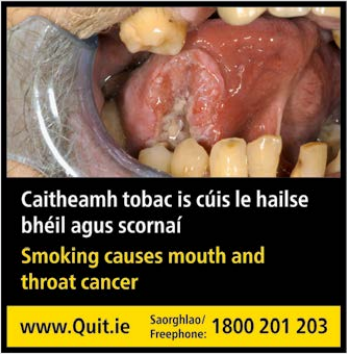 Caitheamh tobac is cúis le hailse
bhéil agus scornaí
Smoking causes mouth and
throat cancer
www.Quit.ie Saorghlao/
Freephone: 1800 201 203